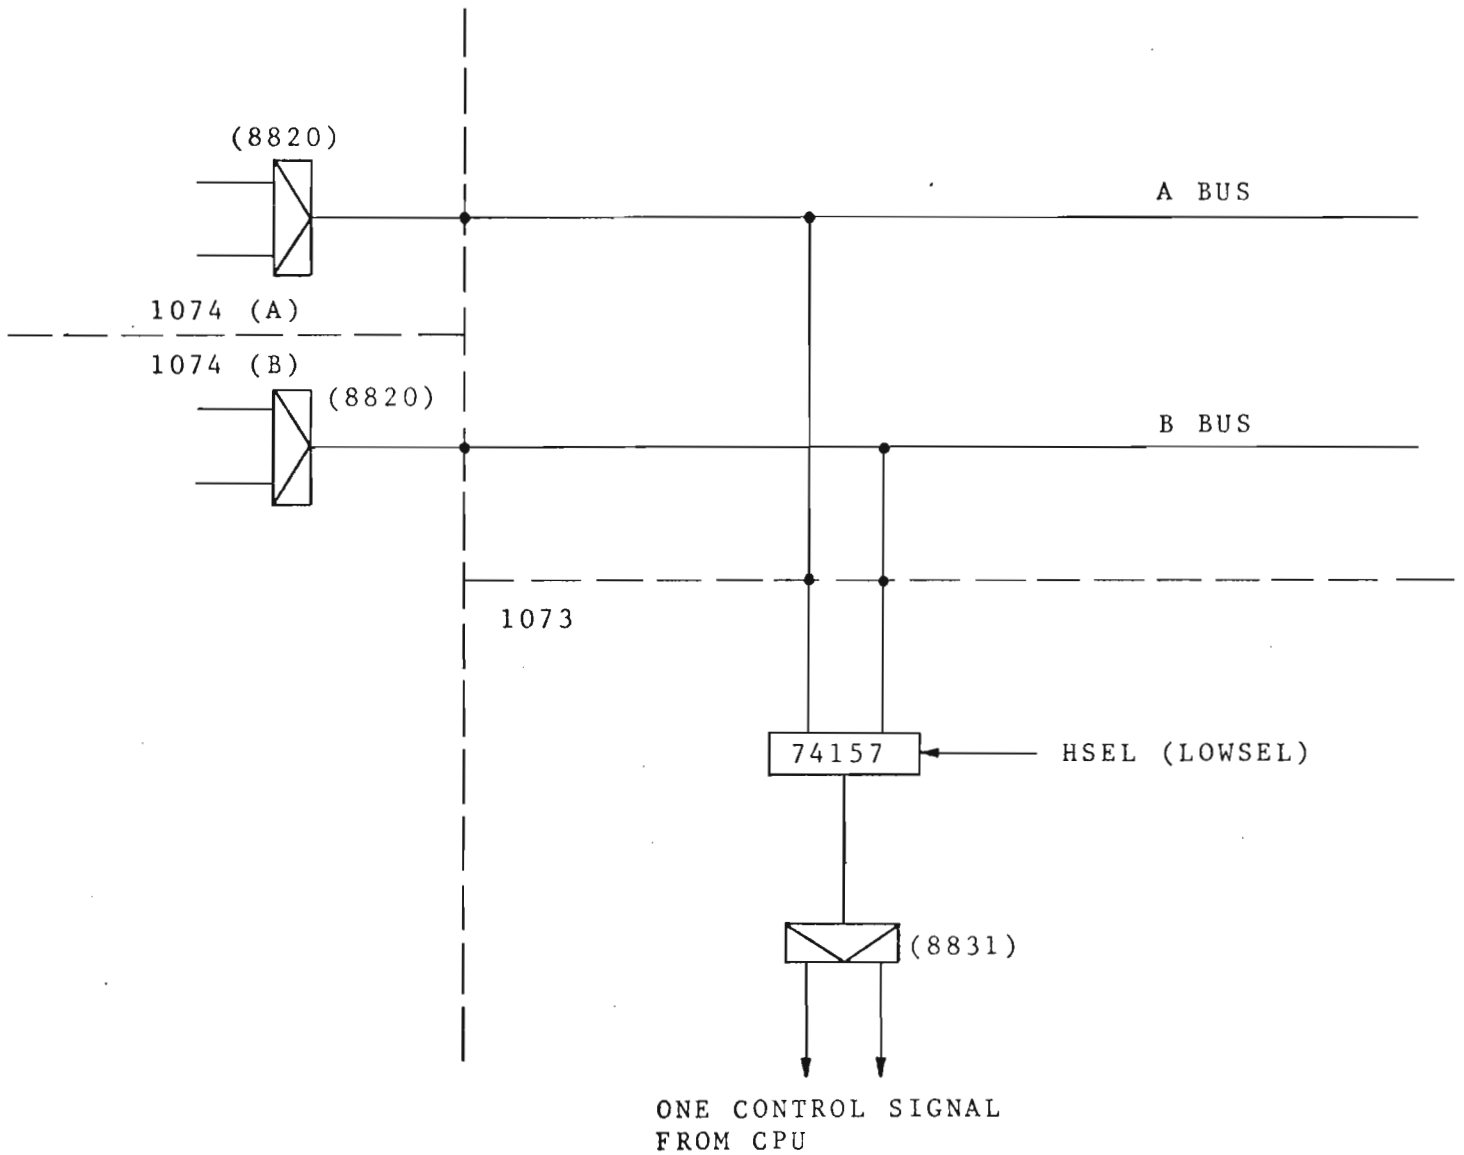 (8820)
A BUS
1074 (A)
1074 (B)
(8820)
B BUS
1073
74157
HSEL (LOWSEL)
(8831)
ONE CONTROL SIGNAL
FROM CPU